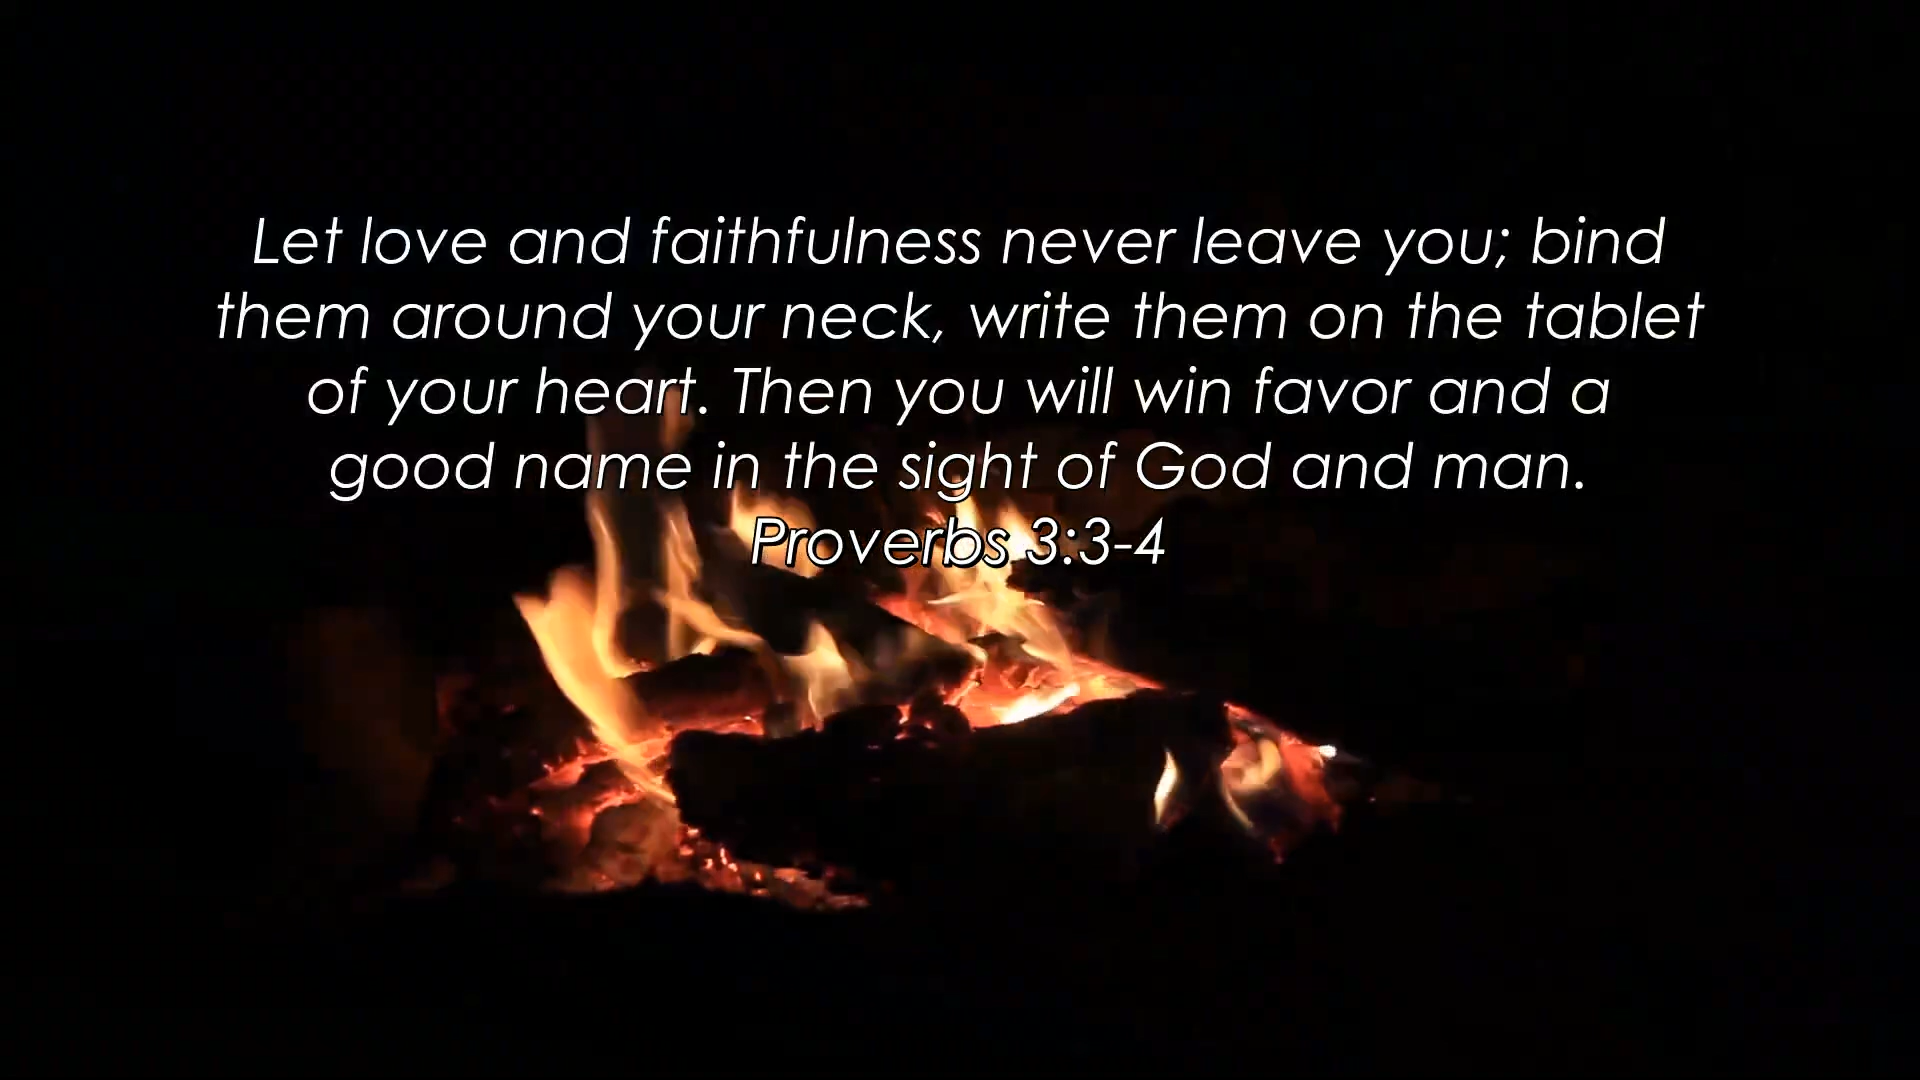 Let love and faithfulness never leave you; bind
them around your neck, write them on the tablet
of your heart. Then you will win favor and a
good name in the sight of God and man.
Proverbs 3:3-4